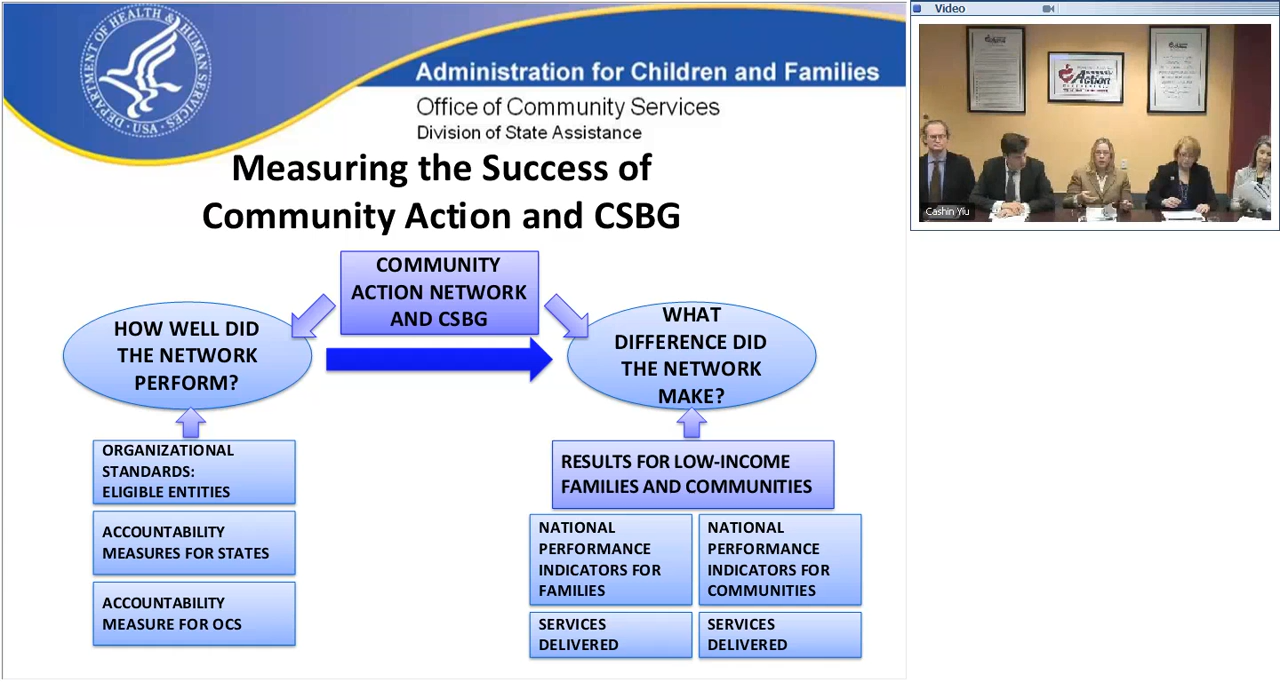 DEPARTMENT OF HEALTH & HUMAN SERVICES · USA
Administration for Children and Families
Office of Community Services
Division of State Assistance
Measuring the Success of
Community Action and CSBG
COMMUNITY
ACTION NETWORK
AND CSBG
HOW WELL DID
THE NETWORK
PERFORM?
WHAT
DIFFERENCE DID
THE NETWORK
MAKE?
ORGANIZATIONAL
STANDARDS:
ELIGIBLE ENTITIES
ACCOUNTABILITY
MEASURES FOR STATES
ACCOUNTABILITY
MEASURE FOR OCS
RESULTS FOR LOW-INCOME
FAMILIES AND COMMUNITIES
NATIONAL
PERFORMANCE
INDICATORS FOR
FAMILIES
NATIONAL
PERFORMANCE
INDICATORS FOR
COMMUNITIES
SERVICES
DELIVERED
SERVICES
DELIVERED
Video
Action
Cashin Yiu